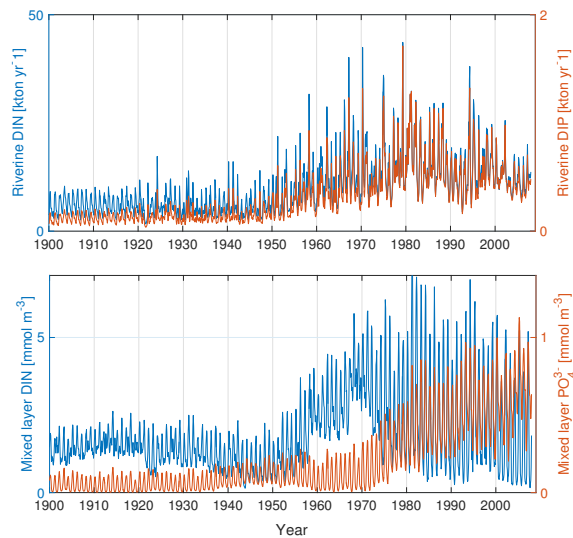 50
2
Riverine DIN [kton yr⁻1]
Riverine DIP [kton yr⁻1]
0
0
1900 1910 1920 1930 1940 1950 1960 1970 1980 1990 2000
5
1
Mixed layer DIN [mmol m⁻³]
Mixed layer PO₄³⁻ [mmol m⁻³]
0
0
1900 1910 1920 1930 1940 1950 1960 1970 1980 1990 2000
Year